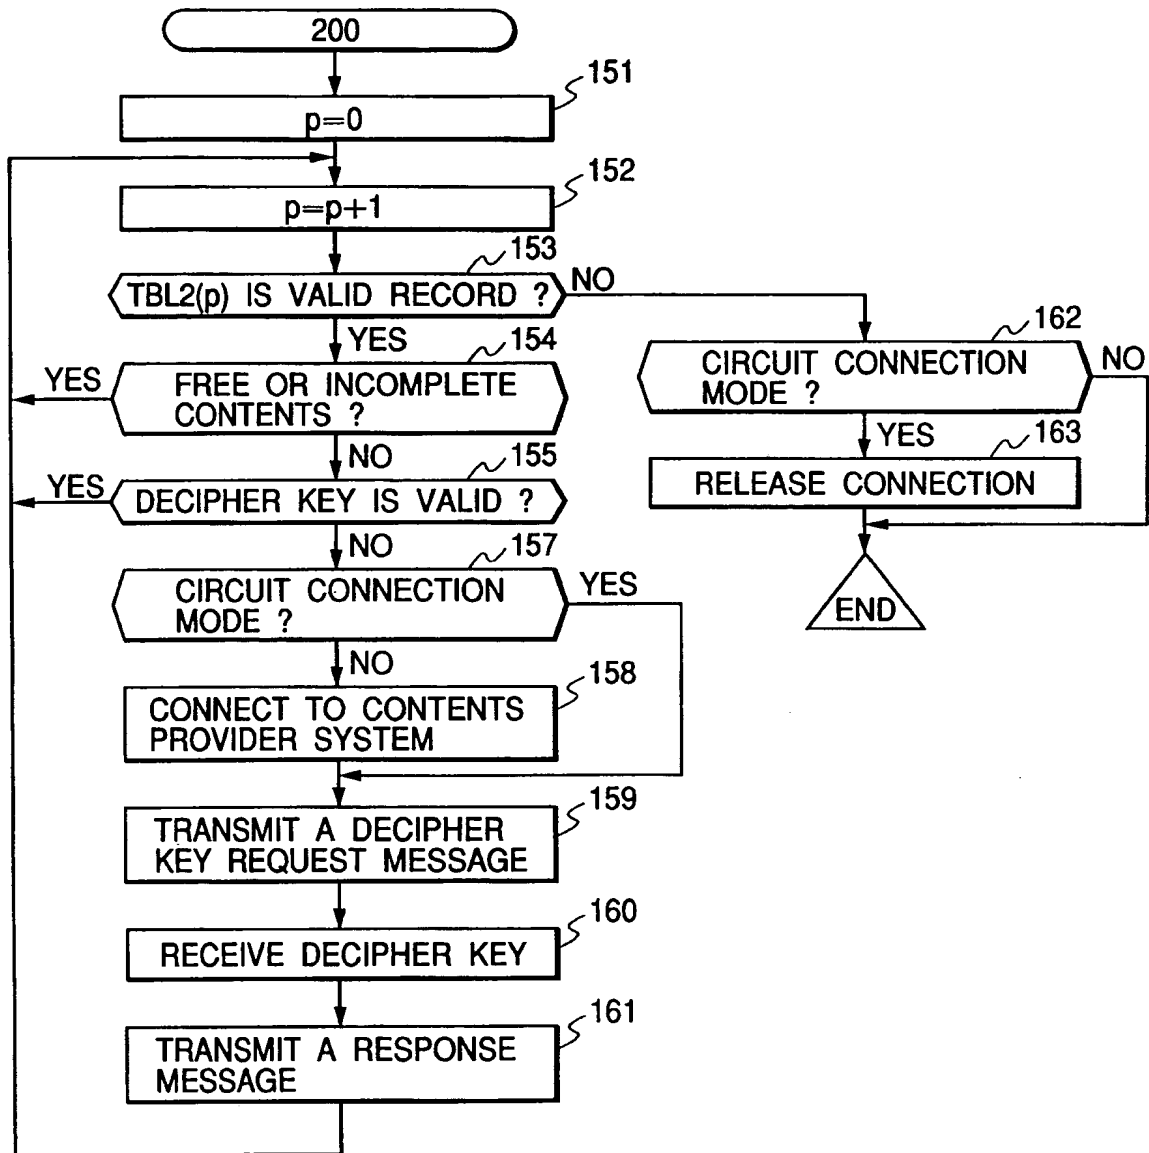 200
151
p=0
152
p=p+1
153
TBL2(p) IS VALID RECORD ?
NO
YES
154
FREE OR INCOMPLETE
CONTENTS ?
YES
NO
155
DECIPHER KEY IS VALID ?
YES
NO
157
CIRCUIT CONNECTION
MODE ?
YES
NO
158
CONNECT TO CONTENTS
PROVIDER SYSTEM
159
TRANSMIT A DECIPHER
KEY REQUEST MESSAGE
160
RECEIVE DECIPHER KEY
161
TRANSMIT A RESPONSE
MESSAGE
162
CIRCUIT CONNECTION
MODE ?
NO
YES
163
RELEASE CONNECTION
END